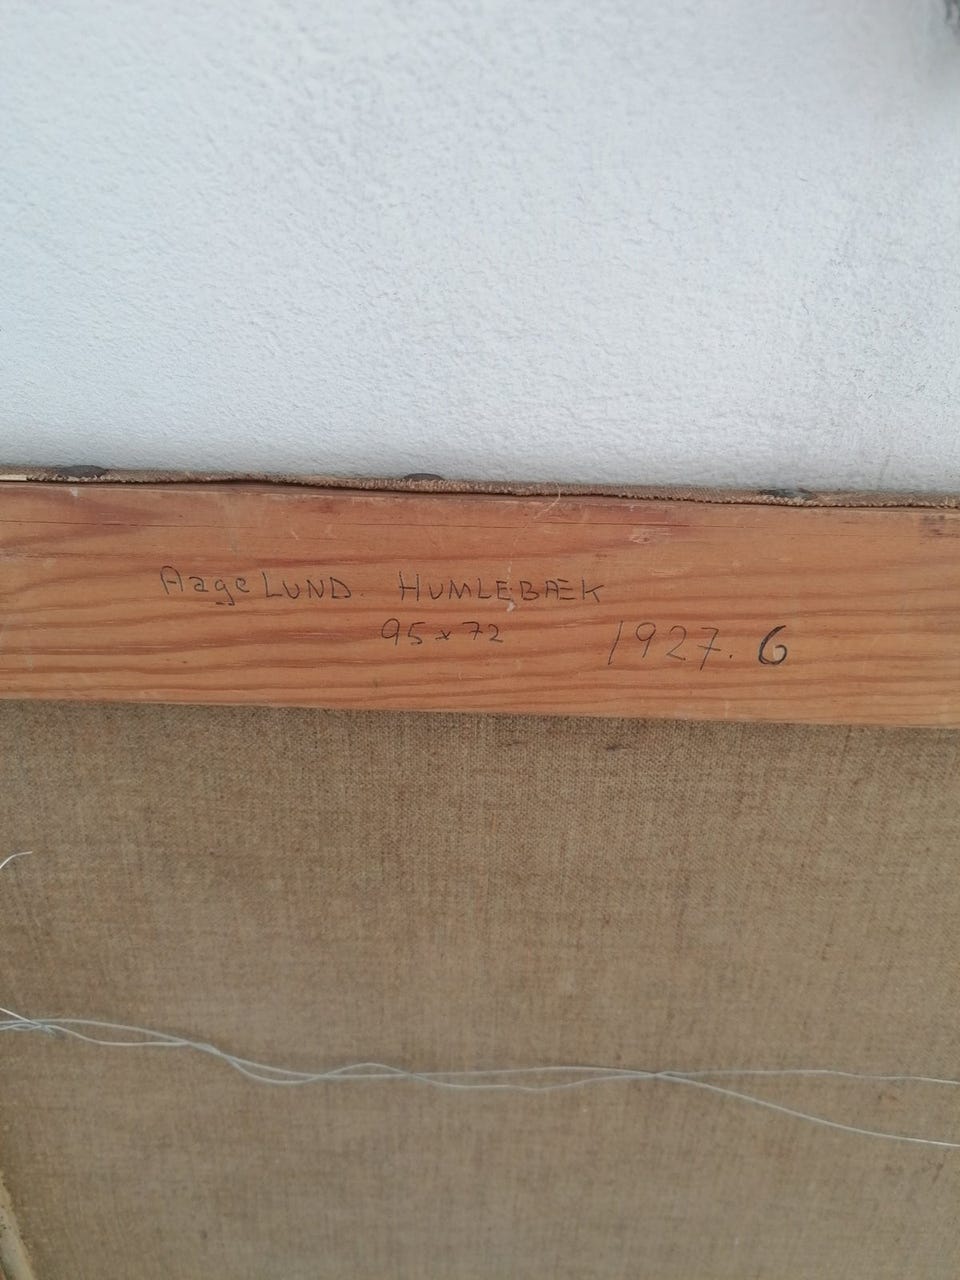 Aage LUND. HUMLEBÆK
95 x 72 1927. 6